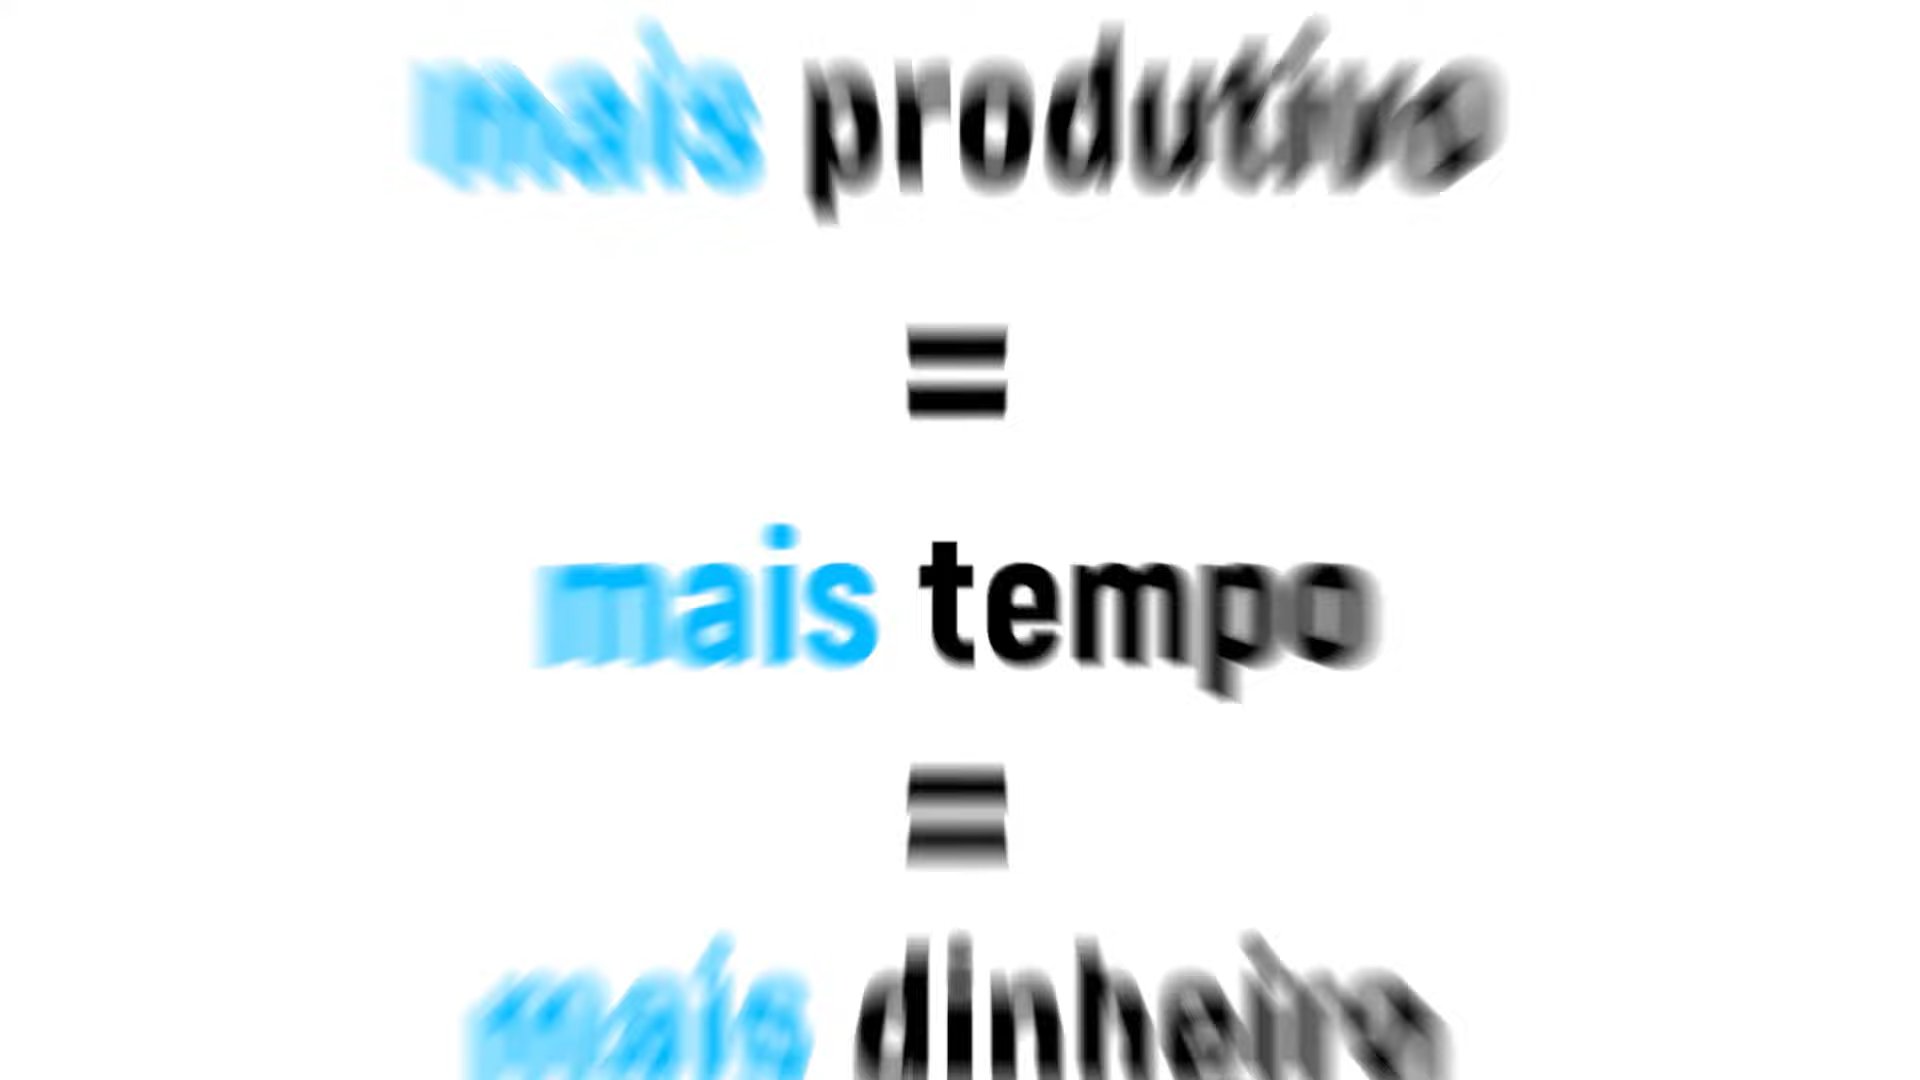 mais produtivo
=
mais tempo
=
mais dinheiro